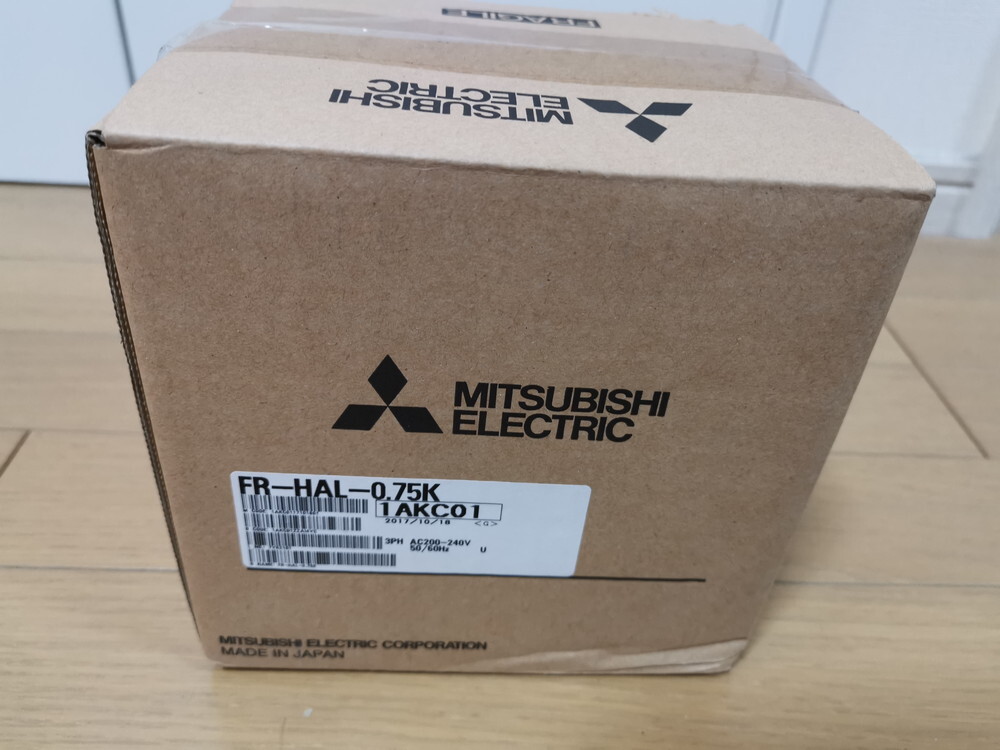 FRAGILE
MITSUBISHI
ELECTRIC
MITSUBISHI
ELECTRIC
FR-HAL-0.75K
1AKC01
2017/10/18 <G>
3PH AC200-240V
50/60Hz U
MITSUBISHI ELECTRIC CORPORATION
MADE IN JAPAN